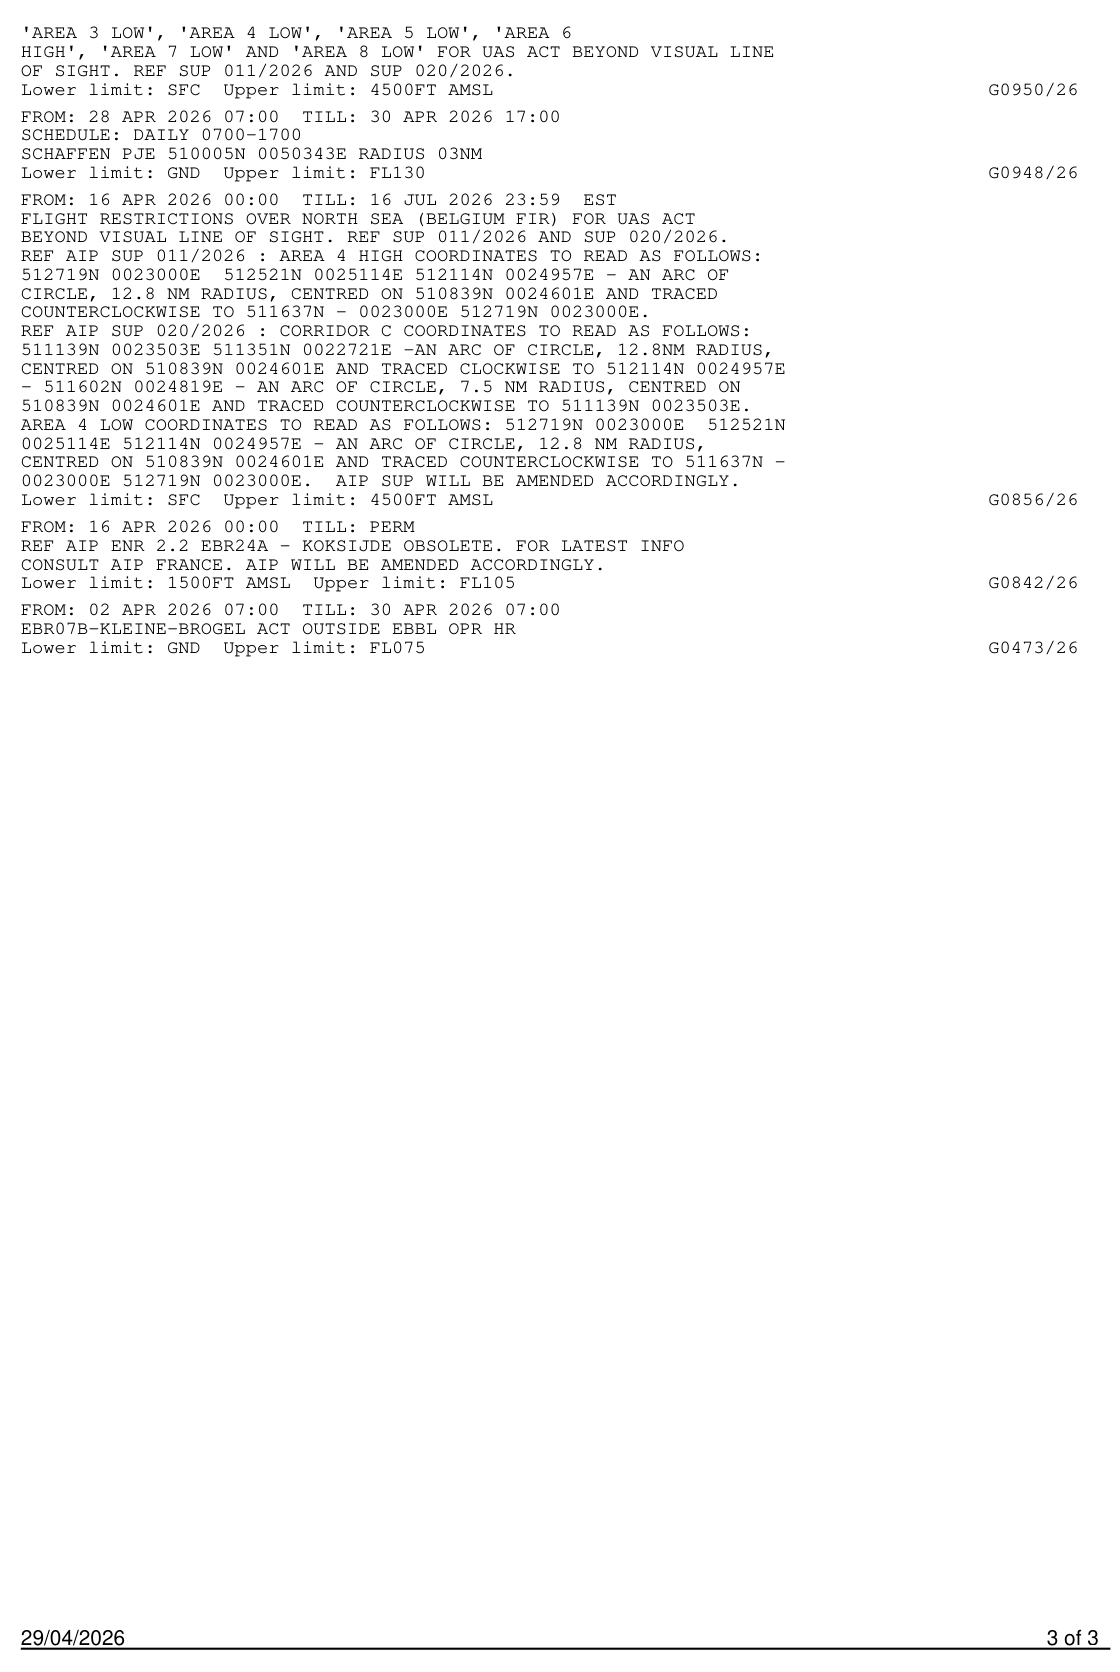 'AREA 3 LOW', 'AREA 4 LOW', 'AREA 5 LOW', 'AREA 6
HIGH', 'AREA 7 LOW' AND 'AREA 8 LOW' FOR UAS ACT BEYOND VISUAL LINE
OF SIGHT. REF SUP 011/2026 AND SUP 020/2026.
Lower limit: SFC  Upper limit: 4500FT AMSL G0950/26
FROM: 28 APR 2026 07:00  TILL: 30 APR 2026 17:00
SCHEDULE: DAILY 0700-1700
SCHAFFEN PJE 510005N 0050343E RADIUS 03NM
Lower limit: GND  Upper limit: FL130 G0948/26
FROM: 16 APR 2026 00:00  TILL: 16 JUL 2026 23:59  EST
FLIGHT RESTRICTIONS OVER NORTH SEA (BELGIUM FIR) FOR UAS ACT
BEYOND VISUAL LINE OF SIGHT. REF SUP 011/2026 AND SUP 020/2026.
REF AIP SUP 011/2026 : AREA 4 HIGH COORDINATES TO READ AS FOLLOWS:
512719N 0023000E  512521N 0025114E 512114N 0024957E - AN ARC OF
CIRCLE, 12.8 NM RADIUS, CENTRED ON 510839N 0024601E AND TRACED
COUNTERCLOCKWISE TO 511637N - 0023000E 512719N 0023000E.
REF AIP SUP 020/2026 : CORRIDOR C COORDINATES TO READ AS FOLLOWS:
511139N 0023503E 511351N 0022721E -AN ARC OF CIRCLE, 12.8NM RADIUS,
CENTRED ON 510839N 0024601E AND TRACED CLOCKWISE TO 512114N 0024957E
- 511602N 0024819E - AN ARC OF CIRCLE, 7.5 NM RADIUS, CENTRED ON
510839N 0024601E AND TRACED COUNTERCLOCKWISE TO 511139N 0023503E.
AREA 4 LOW COORDINATES TO READ AS FOLLOWS: 512719N 0023000E  512521N
0025114E 512114N 0024957E - AN ARC OF CIRCLE, 12.8 NM RADIUS,
CENTRED ON 510839N 0024601E AND TRACED COUNTERCLOCKWISE TO 511637N -
0023000E 512719N 0023000E.  AIP SUP WILL BE AMENDED ACCORDINGLY.
Lower limit: SFC  Upper limit: 4500FT AMSL G0856/26
FROM: 16 APR 2026 00:00  TILL: PERM
REF AIP ENR 2.2 EBR24A - KOKSIJDE OBSOLETE. FOR LATEST INFO
CONSULT AIP FRANCE. AIP WILL BE AMENDED ACCORDINGLY.
Lower limit: 1500FT AMSL  Upper limit: FL105 G0842/26
FROM: 02 APR 2026 07:00  TILL: 30 APR 2026 07:00
EBR07B-KLEINE-BROGEL ACT OUTSIDE EBBL OPR HR
Lower limit: GND  Upper limit: FL075 G0473/26
29/04/2026 3 of 3